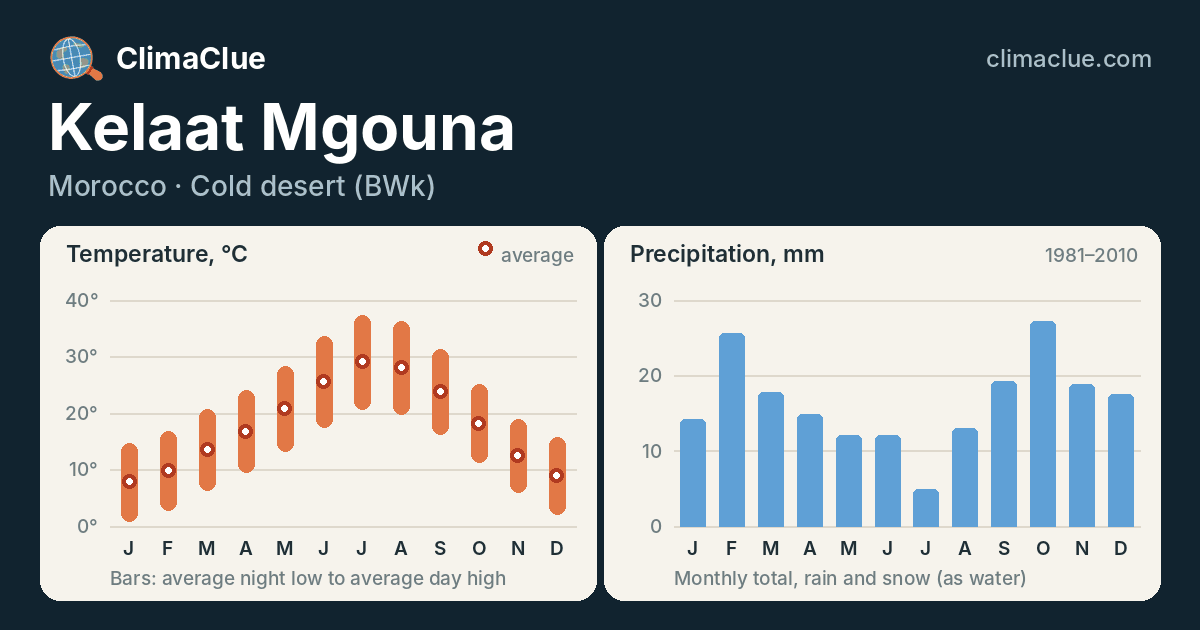 ClimaClue
climaclue.com
Kelaat Mgouna
Morocco · Cold desert (BWk)
Temperature, °C
average
40°
30°
20°
10°
0°
J F M A M J J A S O N D
Bars: average night low to average day high
Precipitation, mm
1981–2010
30
20
10
0
J F M A M J J A S O N D
Monthly total, rain and snow (as water)